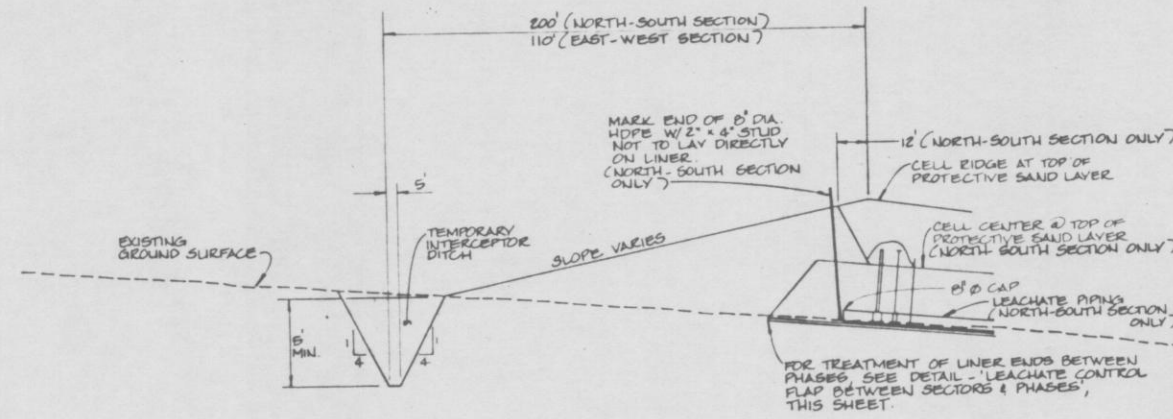 200' (NORTH-SOUTH SECTION)
110' (EAST-WEST SECTION)
MARK END OF 8" DIA.
HDPE W/ 2" x 4" STUD
NOT TO LAY DIRECTLY
ON LINER.
(NORTH-SOUTH SECTION
ONLY)
12' (NORTH-SOUTH SECTION ONLY)
CELL RIDGE AT TOP OF
PROTECTIVE SAND LAYER
5'
EXISTING
GROUND SURFACE
TEMPORARY
INTERCEPTOR
DITCH
SLOPE VARIES
CELL CENTER @ TOP OF
PROTECTIVE SAND LAYER
(NORTH SOUTH SECTION ONLY)
8" Ø CAP
LEACHATE PIPING
(NORTH-SOUTH SECTION
ONLY
5'
MIN.
1
4
1
4
FOR TREATMENT OF LINER ENDS BETWEEN
PHASES, SEE DETAIL - 'LEACHATE CONTROL
FLAP BETWEEN SECTORS & PHASES',
THIS SHEET.